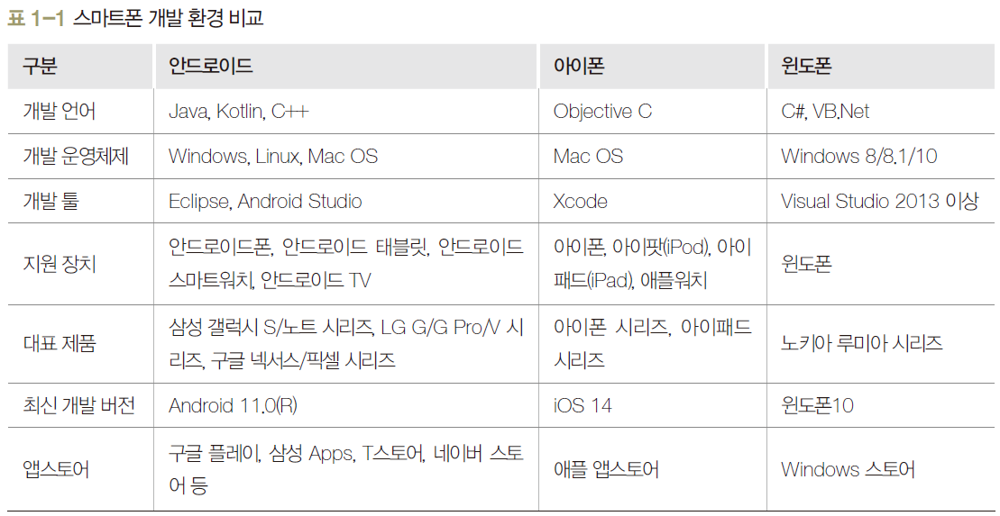 표 1-1 스마트폰 개발 환경 비교
구분 안드로이드 아이폰 윈도폰
개발 언어 Java, Kotlin, C++ Objective C C#, VB.Net
개발 운영체제 Windows, Linux, Mac OS Mac OS Windows 8/8.1/10
개발 툴 Eclipse, Android Studio Xcode Visual Studio 2013 이상
지원 장치
안드로이드폰, 안드로이드 태블릿, 안드로이드
스마트워치, 안드로이드 TV
아이폰, 아이팟(iPod), 아이
패드(iPad), 애플워치
윈도폰
대표 제품
삼성 갤럭시 S/노트 시리즈, LG G/G Pro/V 시
리즈, 구글 넥서스/픽셀 시리즈
아이폰 시리즈, 아이패드
시리즈
노키아 루미아 시리즈
최신 개발 버전 Android 11.0(R) iOS 14 윈도폰10
앱스토어
구글 플레이, 삼성 Apps, T스토어, 네이버 스토
어 등
애플 앱스토어
Windows 스토어